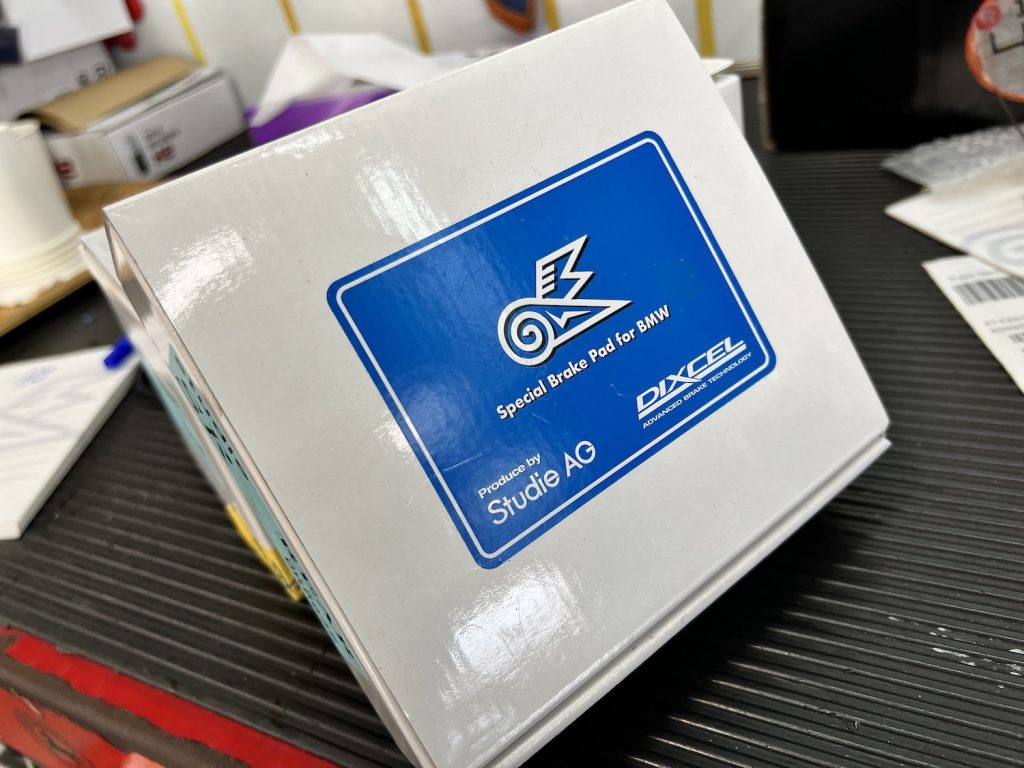 Special Brake Pad for BMW
DIXCEL
ADVANCED BRAKE TECHNOLOGY
Produce by
Studie AG